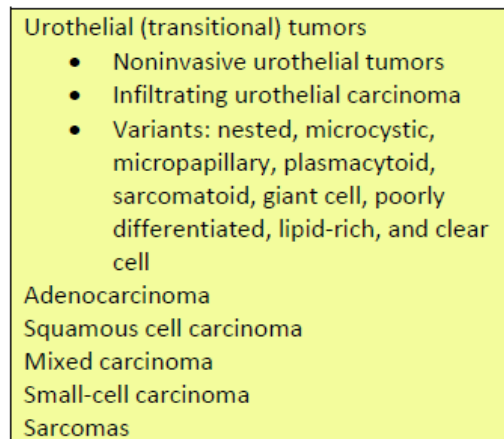 Urothelial (transitional) tumors
• Noninvasive urothelial tumors
• Infiltrating urothelial carcinoma
• Variants: nested, microcystic,
micropapillary, plasmacytoid,
sarcomatoid, giant cell, poorly
differentiated, lipid-rich, and clear
cell
Adenocarcinoma
Squamous cell carcinoma
Mixed carcinoma
Small-cell carcinoma
Sarcomas